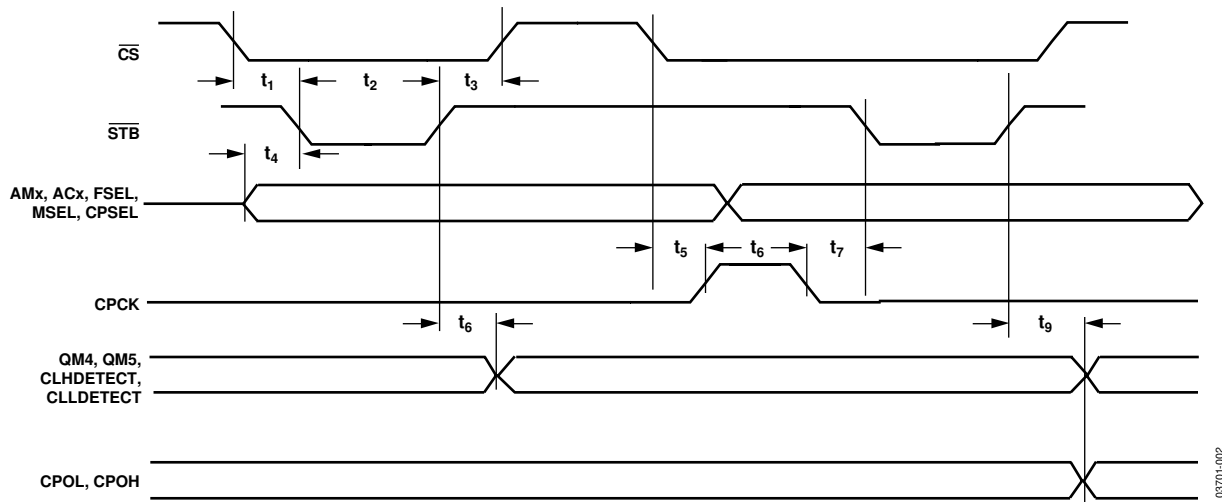 CS
t1 t2 t3
STB
t4
AMx, ACx, FSEL,
MSEL, CPSEL
t5 t6 t7
CPCK
t6 t9
QM4, QM5,
CLHDETECT,
CLLDETECT
CPOL, CPOH
03701-002